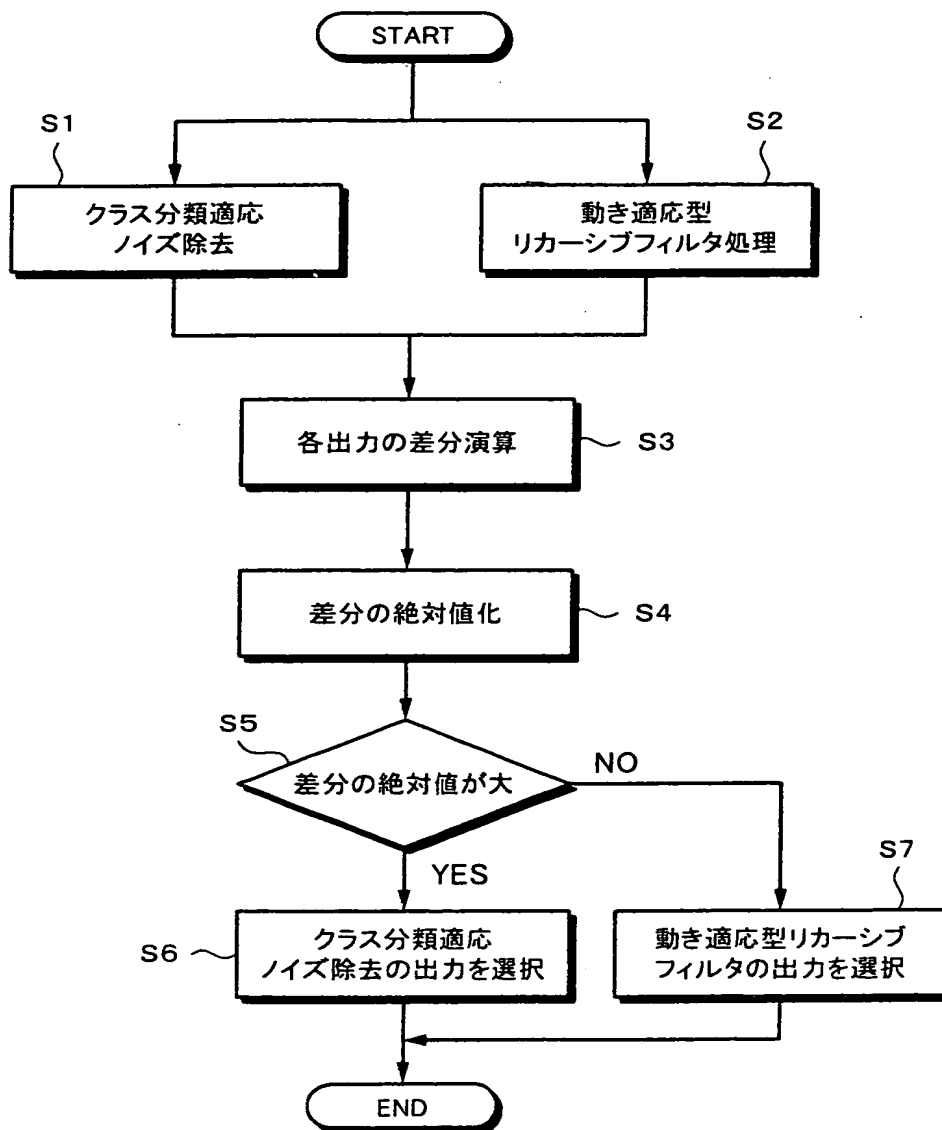 START
S1
S2
クラス分類適応
ノイズ除去
動き適応型
リカーシブフィルタ処理
各出力の差分演算
S3
差分の絶対値化
S4
S5
差分の絶対値が大
NO
YES
S7
S6
クラス分類適応
ノイズ除去の出力を選択
動き適応型リカーシブ
フィルタの出力を選択
END